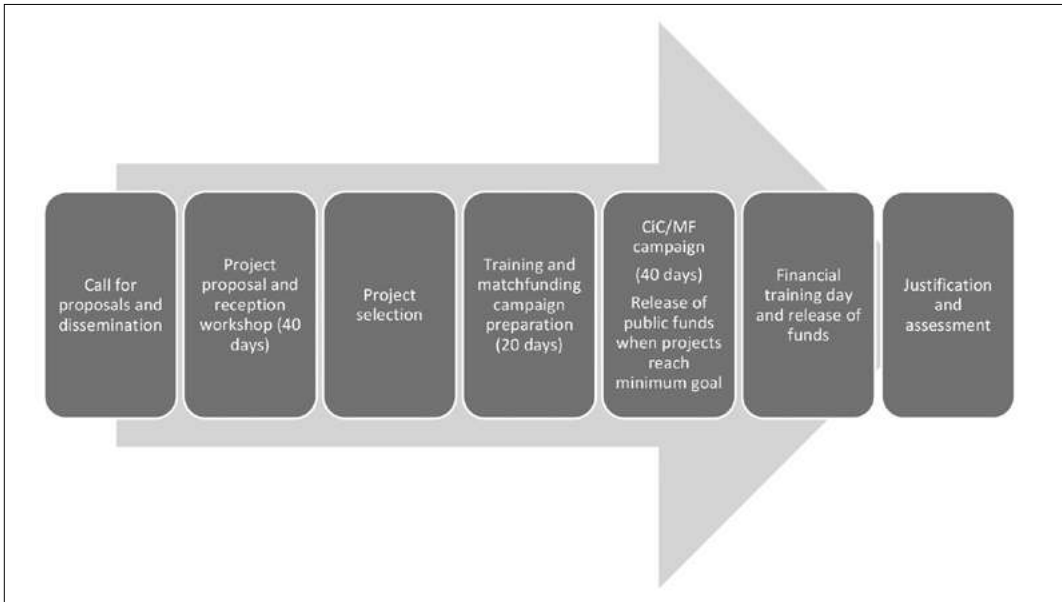 Call for
proposals and
dissemination
Project
proposal and
reception
workshop (40
days)
Project
selection
Training and
matchfunding
campaign
preparation
(20 days)
CiC/MF
campaign
(40 days)
Release of
public funds
when projects
reach
minimum goal
Financial
training day
and release of
funds
Justification
and
assessment